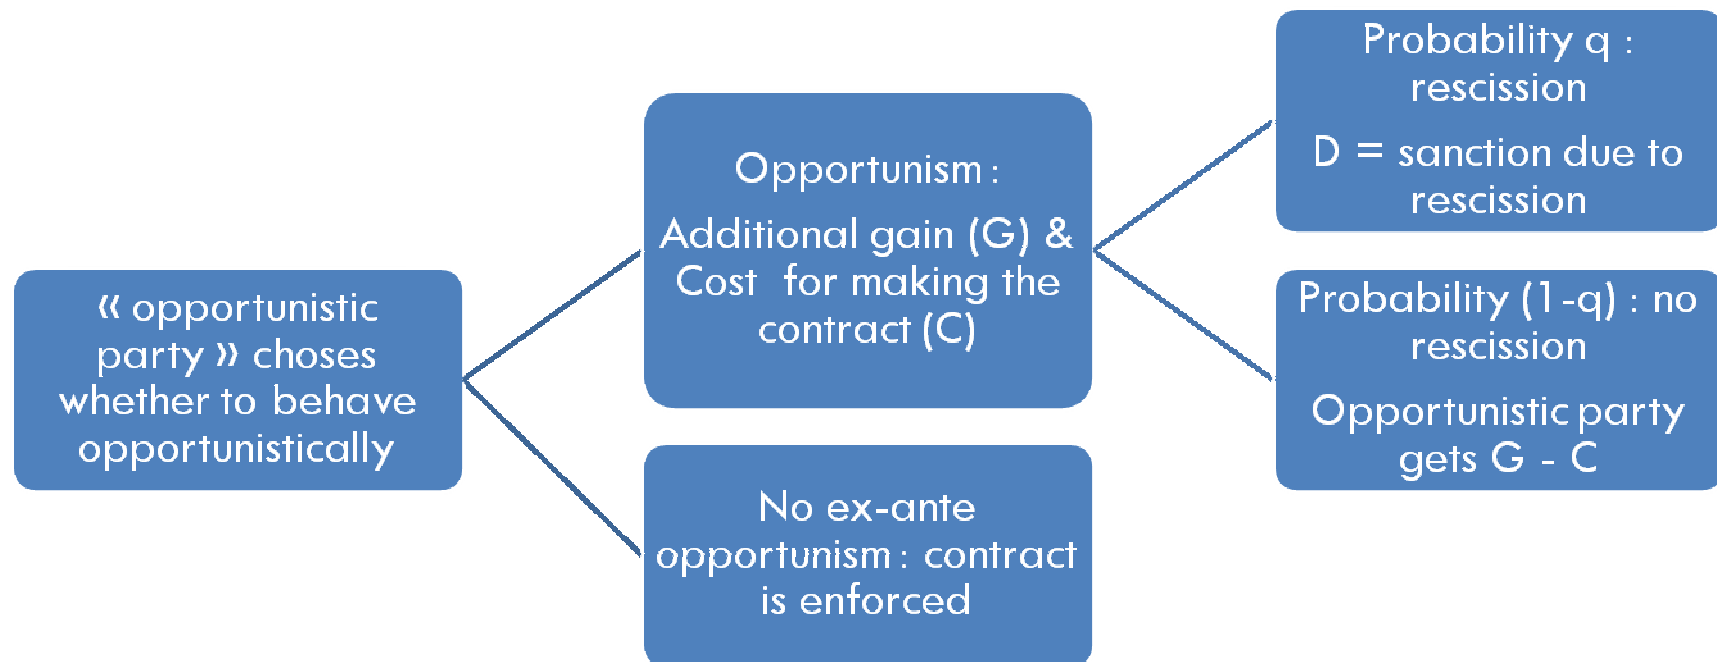 « opportunistic
party » choses
whether to behave
opportunistically
Opportunism :
Additional gain (G) &
Cost for making the
contract (C)
No ex-ante
opportunism : contract
is enforced
Probability q :
rescission
D = sanction due to
rescission
Probability (1-q) : no
rescission
Opportunistic party
gets G - C